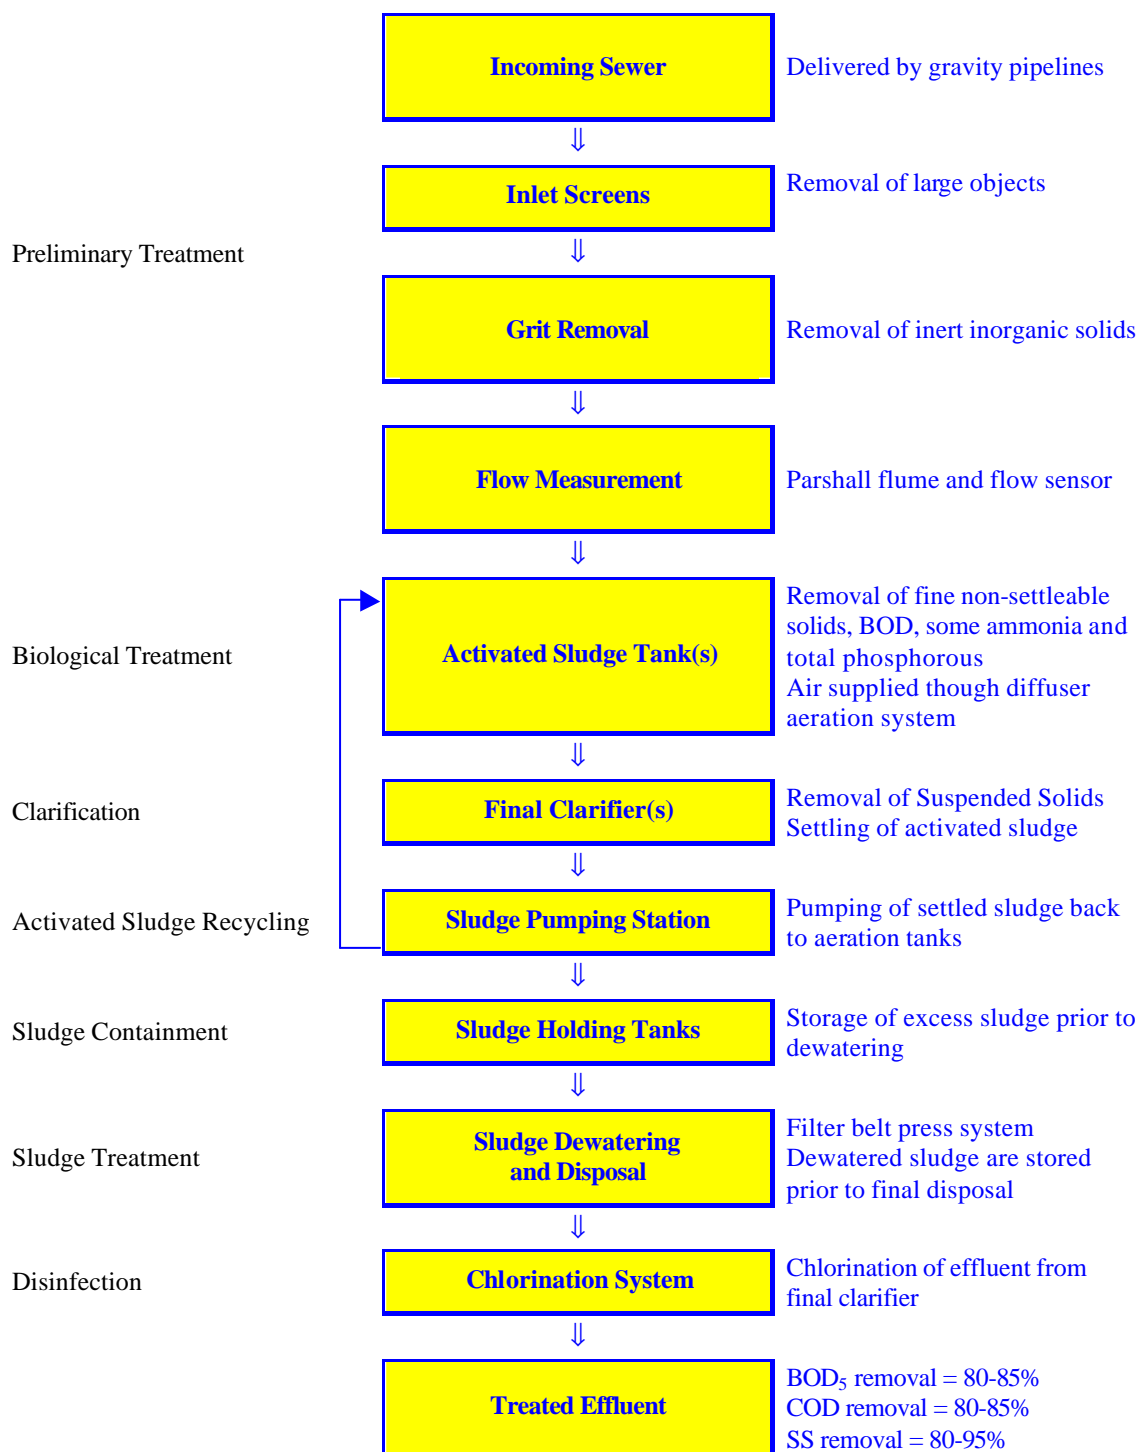 Incoming Sewer
Delivered by gravity pipelines
⇓
Inlet Screens
Removal of large objects
Preliminary Treatment
⇓
Grit Removal
Removal of inert inorganic solids
⇓
Flow Measurement
Parshall flume and flow sensor
⇓
Biological Treatment
Activated Sludge Tank(s)
Removal of fine non-settleable
solids, BOD, some ammonia and
total phosphorous
Air supplied though diffuser
aeration system
⇓
Clarification
Final Clarifier(s)
Removal of Suspended Solids
Settling of activated sludge
⇓
Activated Sludge Recycling
Sludge Pumping Station
Pumping of settled sludge back
to aeration tanks
⇓
Sludge Containment
Sludge Holding Tanks
Storage of excess sludge prior to
dewatering
⇓
Sludge Treatment
Sludge Dewatering
and Disposal
Filter belt press system
Dewatered sludge are stored
prior to final disposal
⇓
Disinfection
Chlorination System
Chlorination of effluent from
final clarifier
⇓
Treated Effluent
BOD₅ removal = 80-85%
COD removal = 80-85%
SS removal = 80-95%